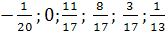 −1/20 ; 0; 11/17 ; 8/17 ; 3/17 ; 1/13